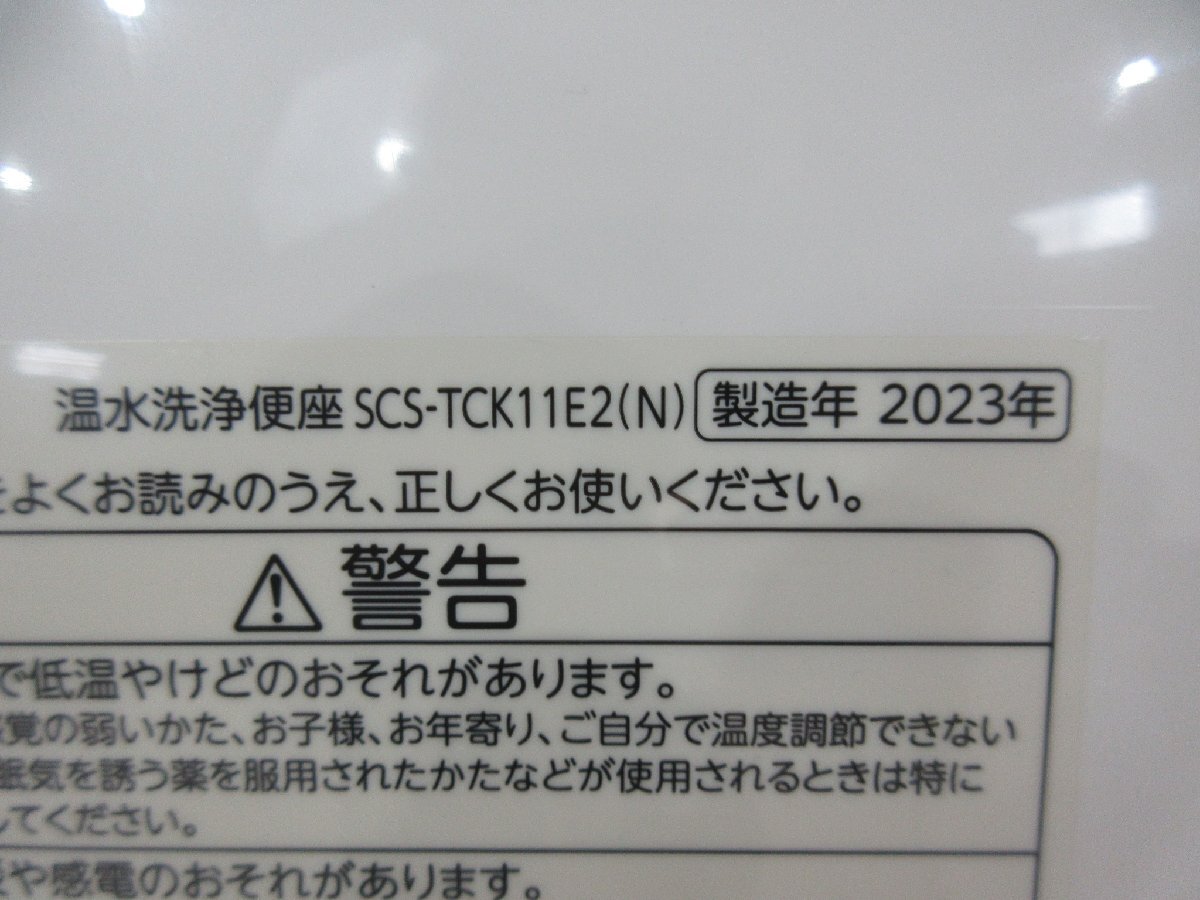 温水洗浄便座 SCS-TCK11E2(N) 製造年 2023年
をよくお読みのうえ、正しくお使いください。
警告
で低温やけどのおそれがあります。
覚の弱いかた、お子様、お年寄り、ご自分で温度調節できない
眠気を誘う薬を服用されたかたなどが使用されるときは特に
してください。
や感電のおそれがあります。